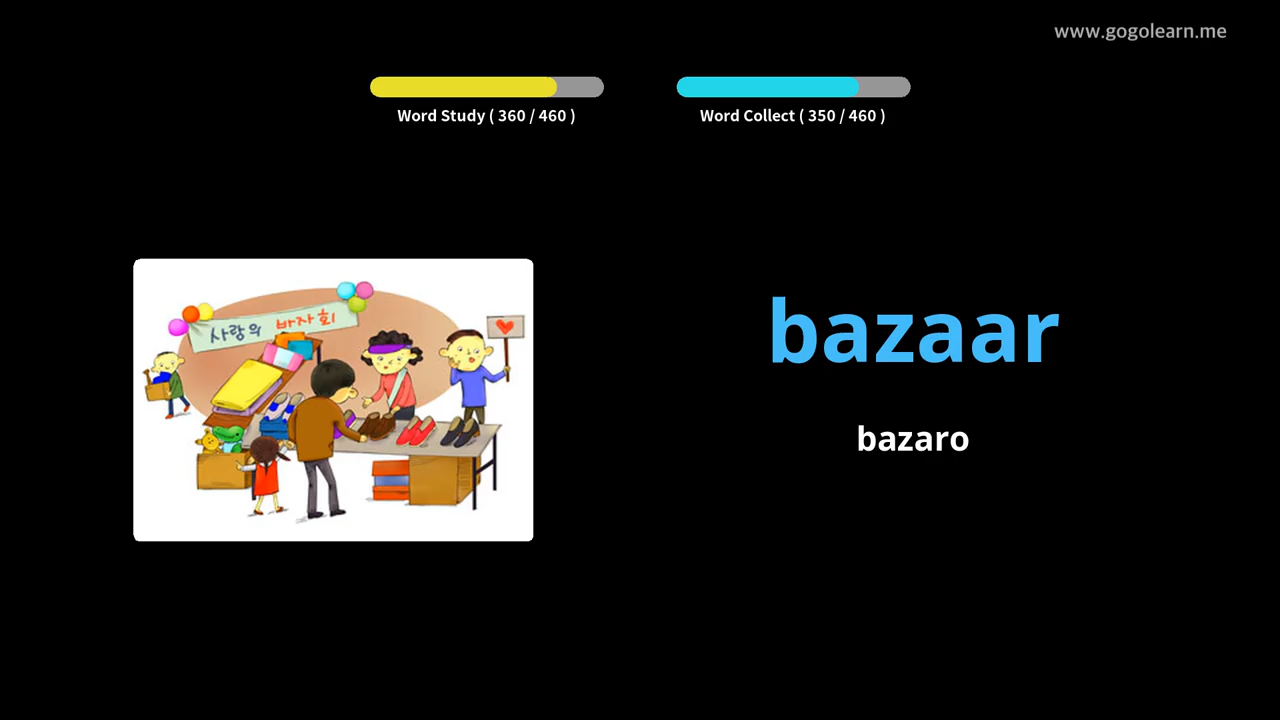 www.gogolearn.me
Word Study ( 360 / 460 )
Word Collect ( 350 / 460 )
사랑의 바자회
bazaar
bazaro